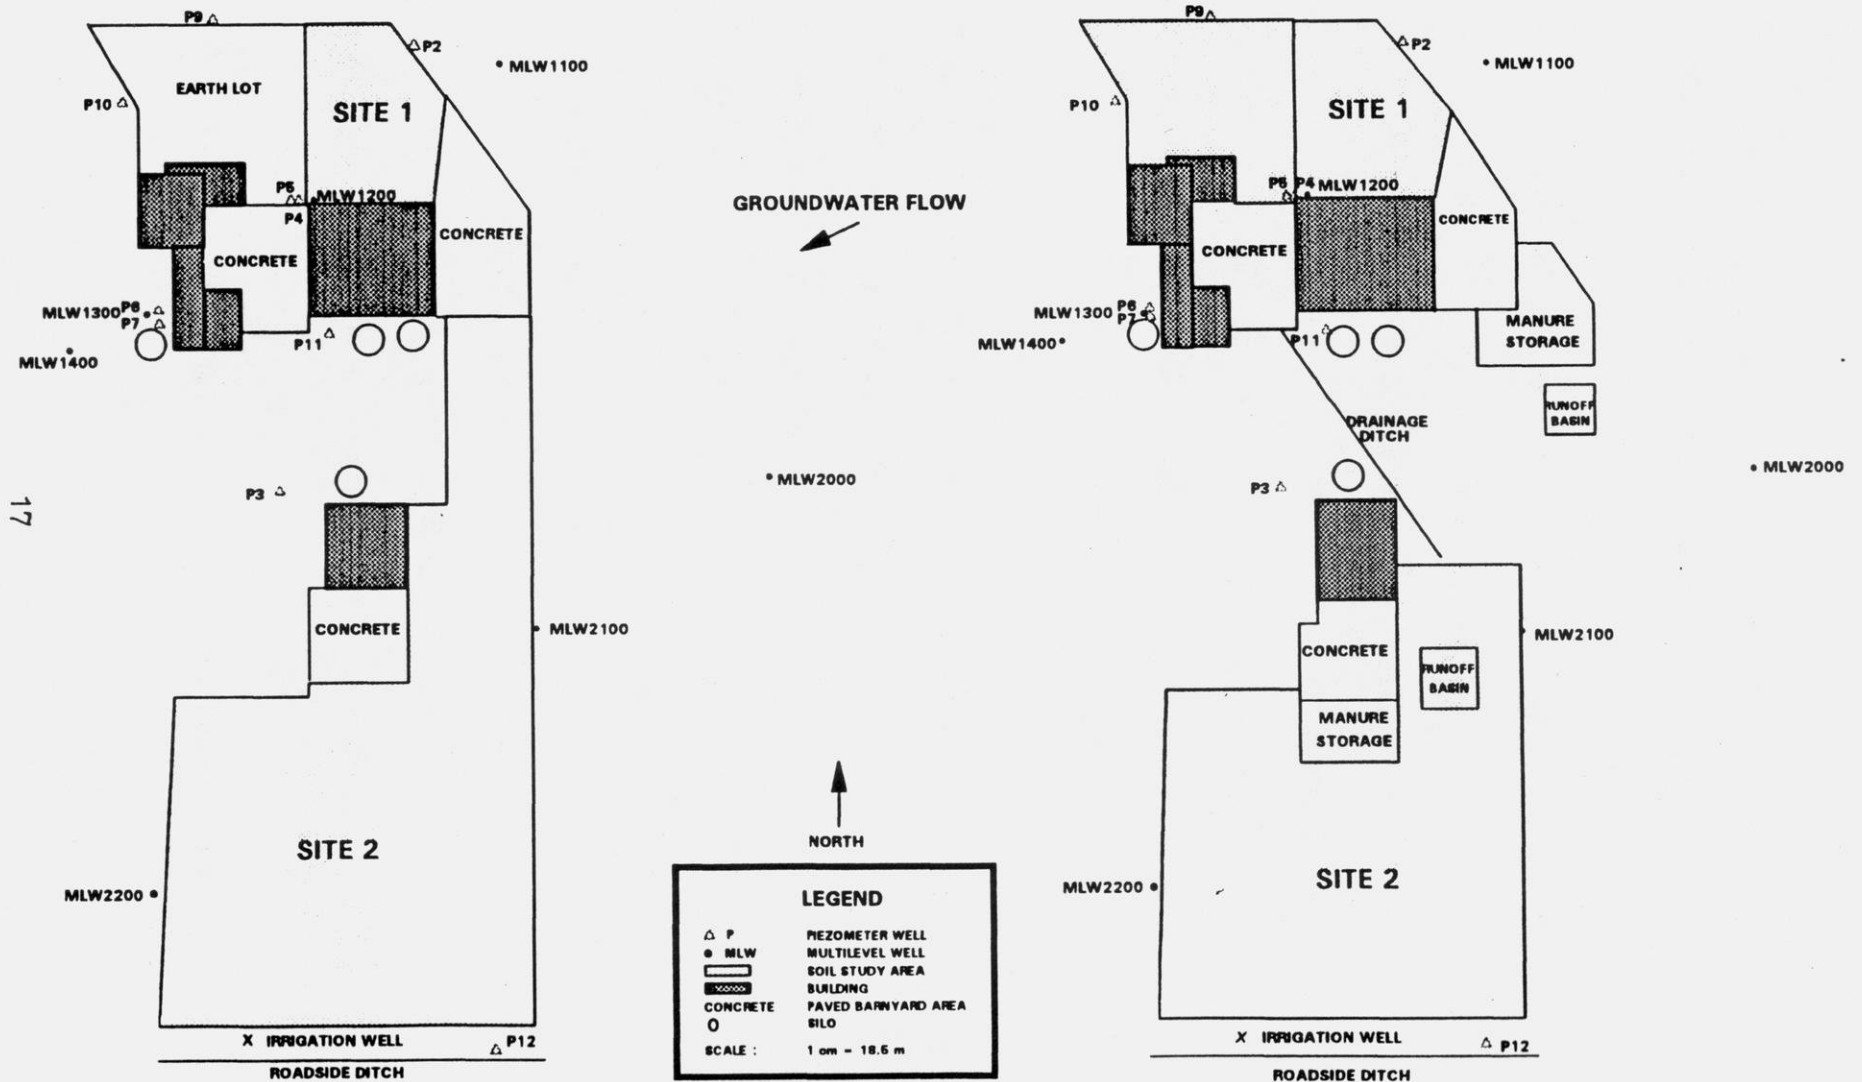 P9
P2
MLW1100
EARTH LOT
SITE 1
P10
P5
MLW1200
P4
CONCRETE
CONCRETE
MLW1300
P6
P7
P11
MLW1400
P3
CONCRETE
MLW2100
SITE 2
MLW2200
X IRRIGATION WELL
P12
ROADSIDE DITCH
17
GROUNDWATER FLOW
MLW2000
NORTH
LEGEND
P PIEZOMETER WELL
MLW MULTILEVEL WELL
SOIL STUDY AREA
BUILDING
CONCRETE PAVED BARNYARD AREA
SILO
SCALE : 1 cm = 18.5 m
P9
P2
MLW1100
SITE 1
P10
P5
P4
MLW1200
CONCRETE
CONCRETE
MLW1300
P6
P7
P11
MLW1400
MANURE
STORAGE
RUNOFF
BASIN
DRAINAGE
DITCH
MLW2000
P3
MLW2100
CONCRETE
RUNOFF
BASIN
MANURE
STORAGE
SITE 2
MLW2200
X IRRIGATION WELL
P12
ROADSIDE DITCH